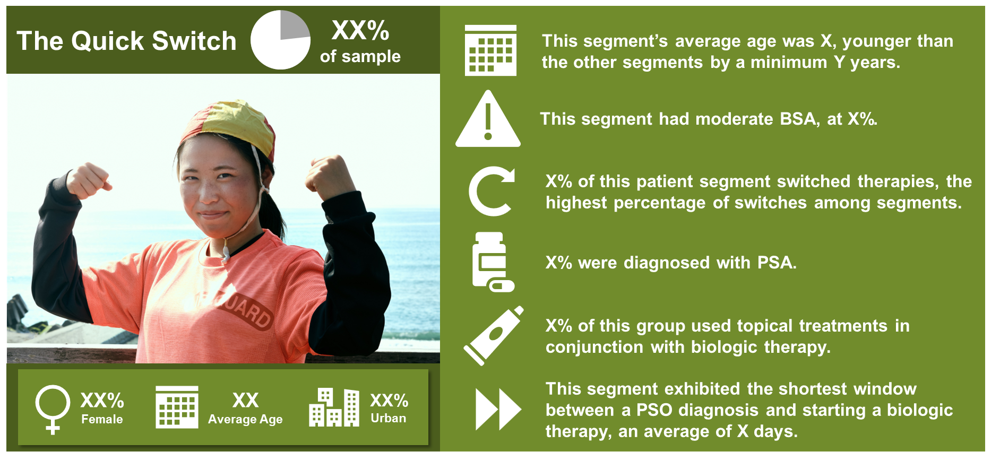 The Quick Switch
XX%
of sample
GUARD
XX%
Female
XX
Average Age
XX%
Urban
This segment’s average age was X, younger than
the other segments by a minimum Y years.
This segment had moderate BSA, at X%.
X% of this patient segment switched therapies, the
highest percentage of switches among segments.
X% were diagnosed with PSA.
X% of this group used topical treatments in
conjunction with biologic therapy.
This segment exhibited the shortest window
between a PSO diagnosis and starting a biologic
therapy, an average of X days.